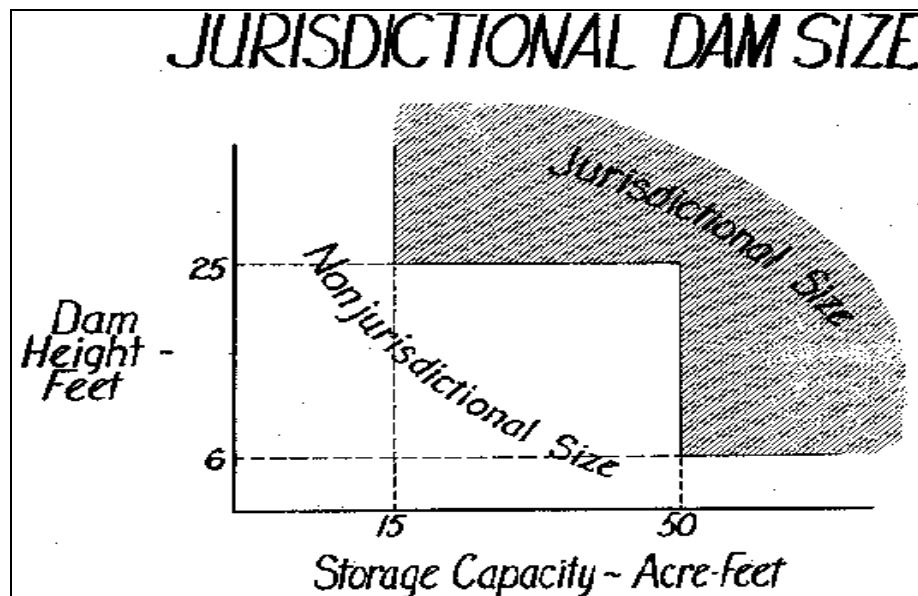 JURISDICTIONAL DAM SIZE
Jurisdictional Size
25
Nonjurisdictional Size
Dam
Height -
Feet
6
15
50
Storage Capacity ~ Acre-Feet